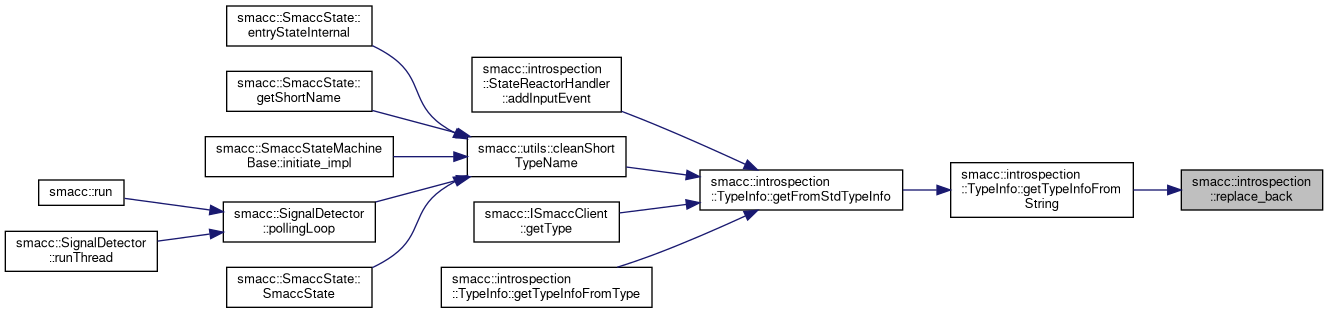 smacc::SmaccState::
entryStateInternal
smacc::SmaccState::
getShortName
smacc::SmaccStateMachine
Base::initiate_impl
smacc::run
smacc::SignalDetector
::runThread
smacc::SignalDetector
::pollingLoop
smacc::SmaccState::
SmaccState
smacc::introspection
::StateReactorHandler
::addInputEvent
smacc::utils::cleanShort
TypeName
smacc::ISmaccClient
::getType
smacc::introspection
::TypeInfo::getTypeInfoFromType
smacc::introspection
::TypeInfo::getFromStdTypeInfo
smacc::introspection
::TypeInfo::getTypeInfoFrom
String
smacc::introspection
::replace_back